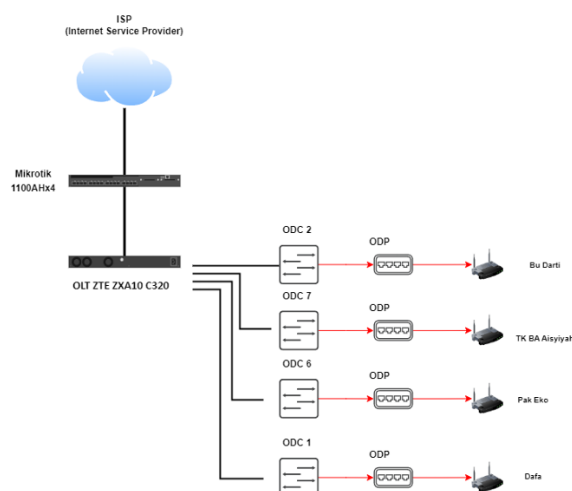 ISP
(Internet Service Provider)
Mikrotik
1100AHx4
OLT ZTE ZXA10 C320
ODC 2
ODP
Bu Darti
ODC 7
ODP
TK BA Aisyiyah
ODC 6
ODP
Pak Eko
ODC 1
ODP
Dafa